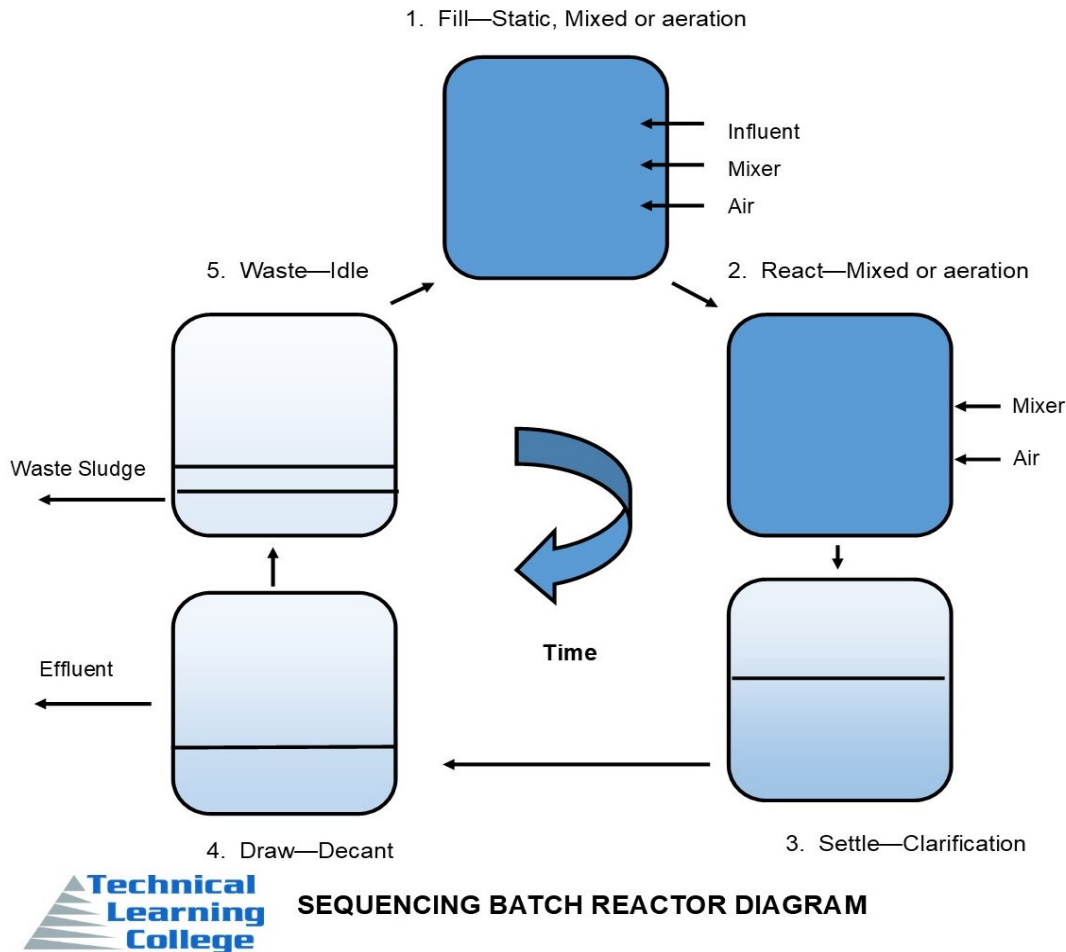 1. Fill—Static, Mixed or aeration
Influent
Mixer
Air
5. Waste—Idle
2. React—Mixed or aeration
Mixer
Air
Waste Sludge
Time
Effluent
4. Draw—Decant
3. Settle—Clarification
Technical
Learning
College
SEQUENCING BATCH REACTOR DIAGRAM